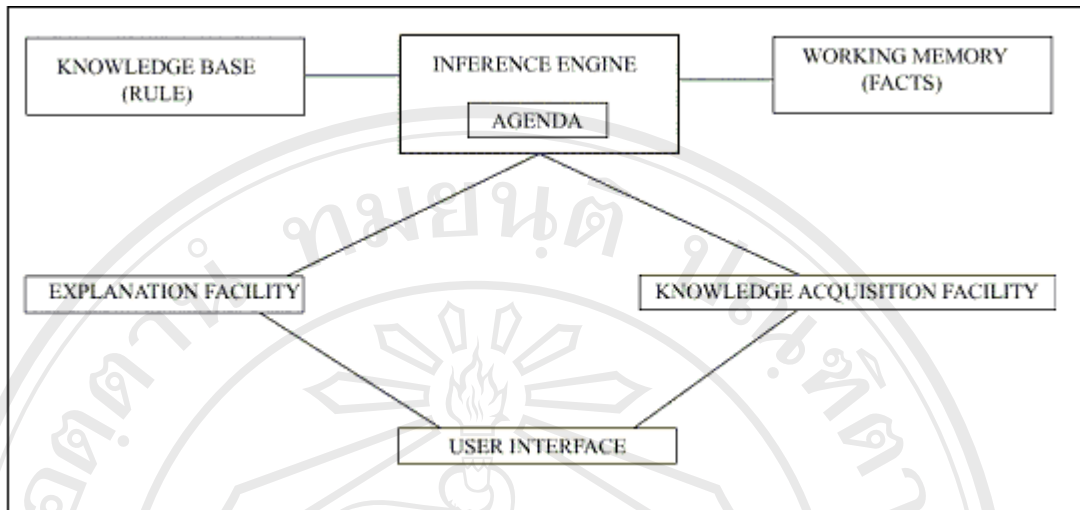 KNOWLEDGE BASE
(RULE)
INFERENCE ENGINE
AGENDA
WORKING MEMORY
(FACTS)
EXPLANATION FACILITY
KNOWLEDGE ACQUISITION FACILITY
USER INTERFACE